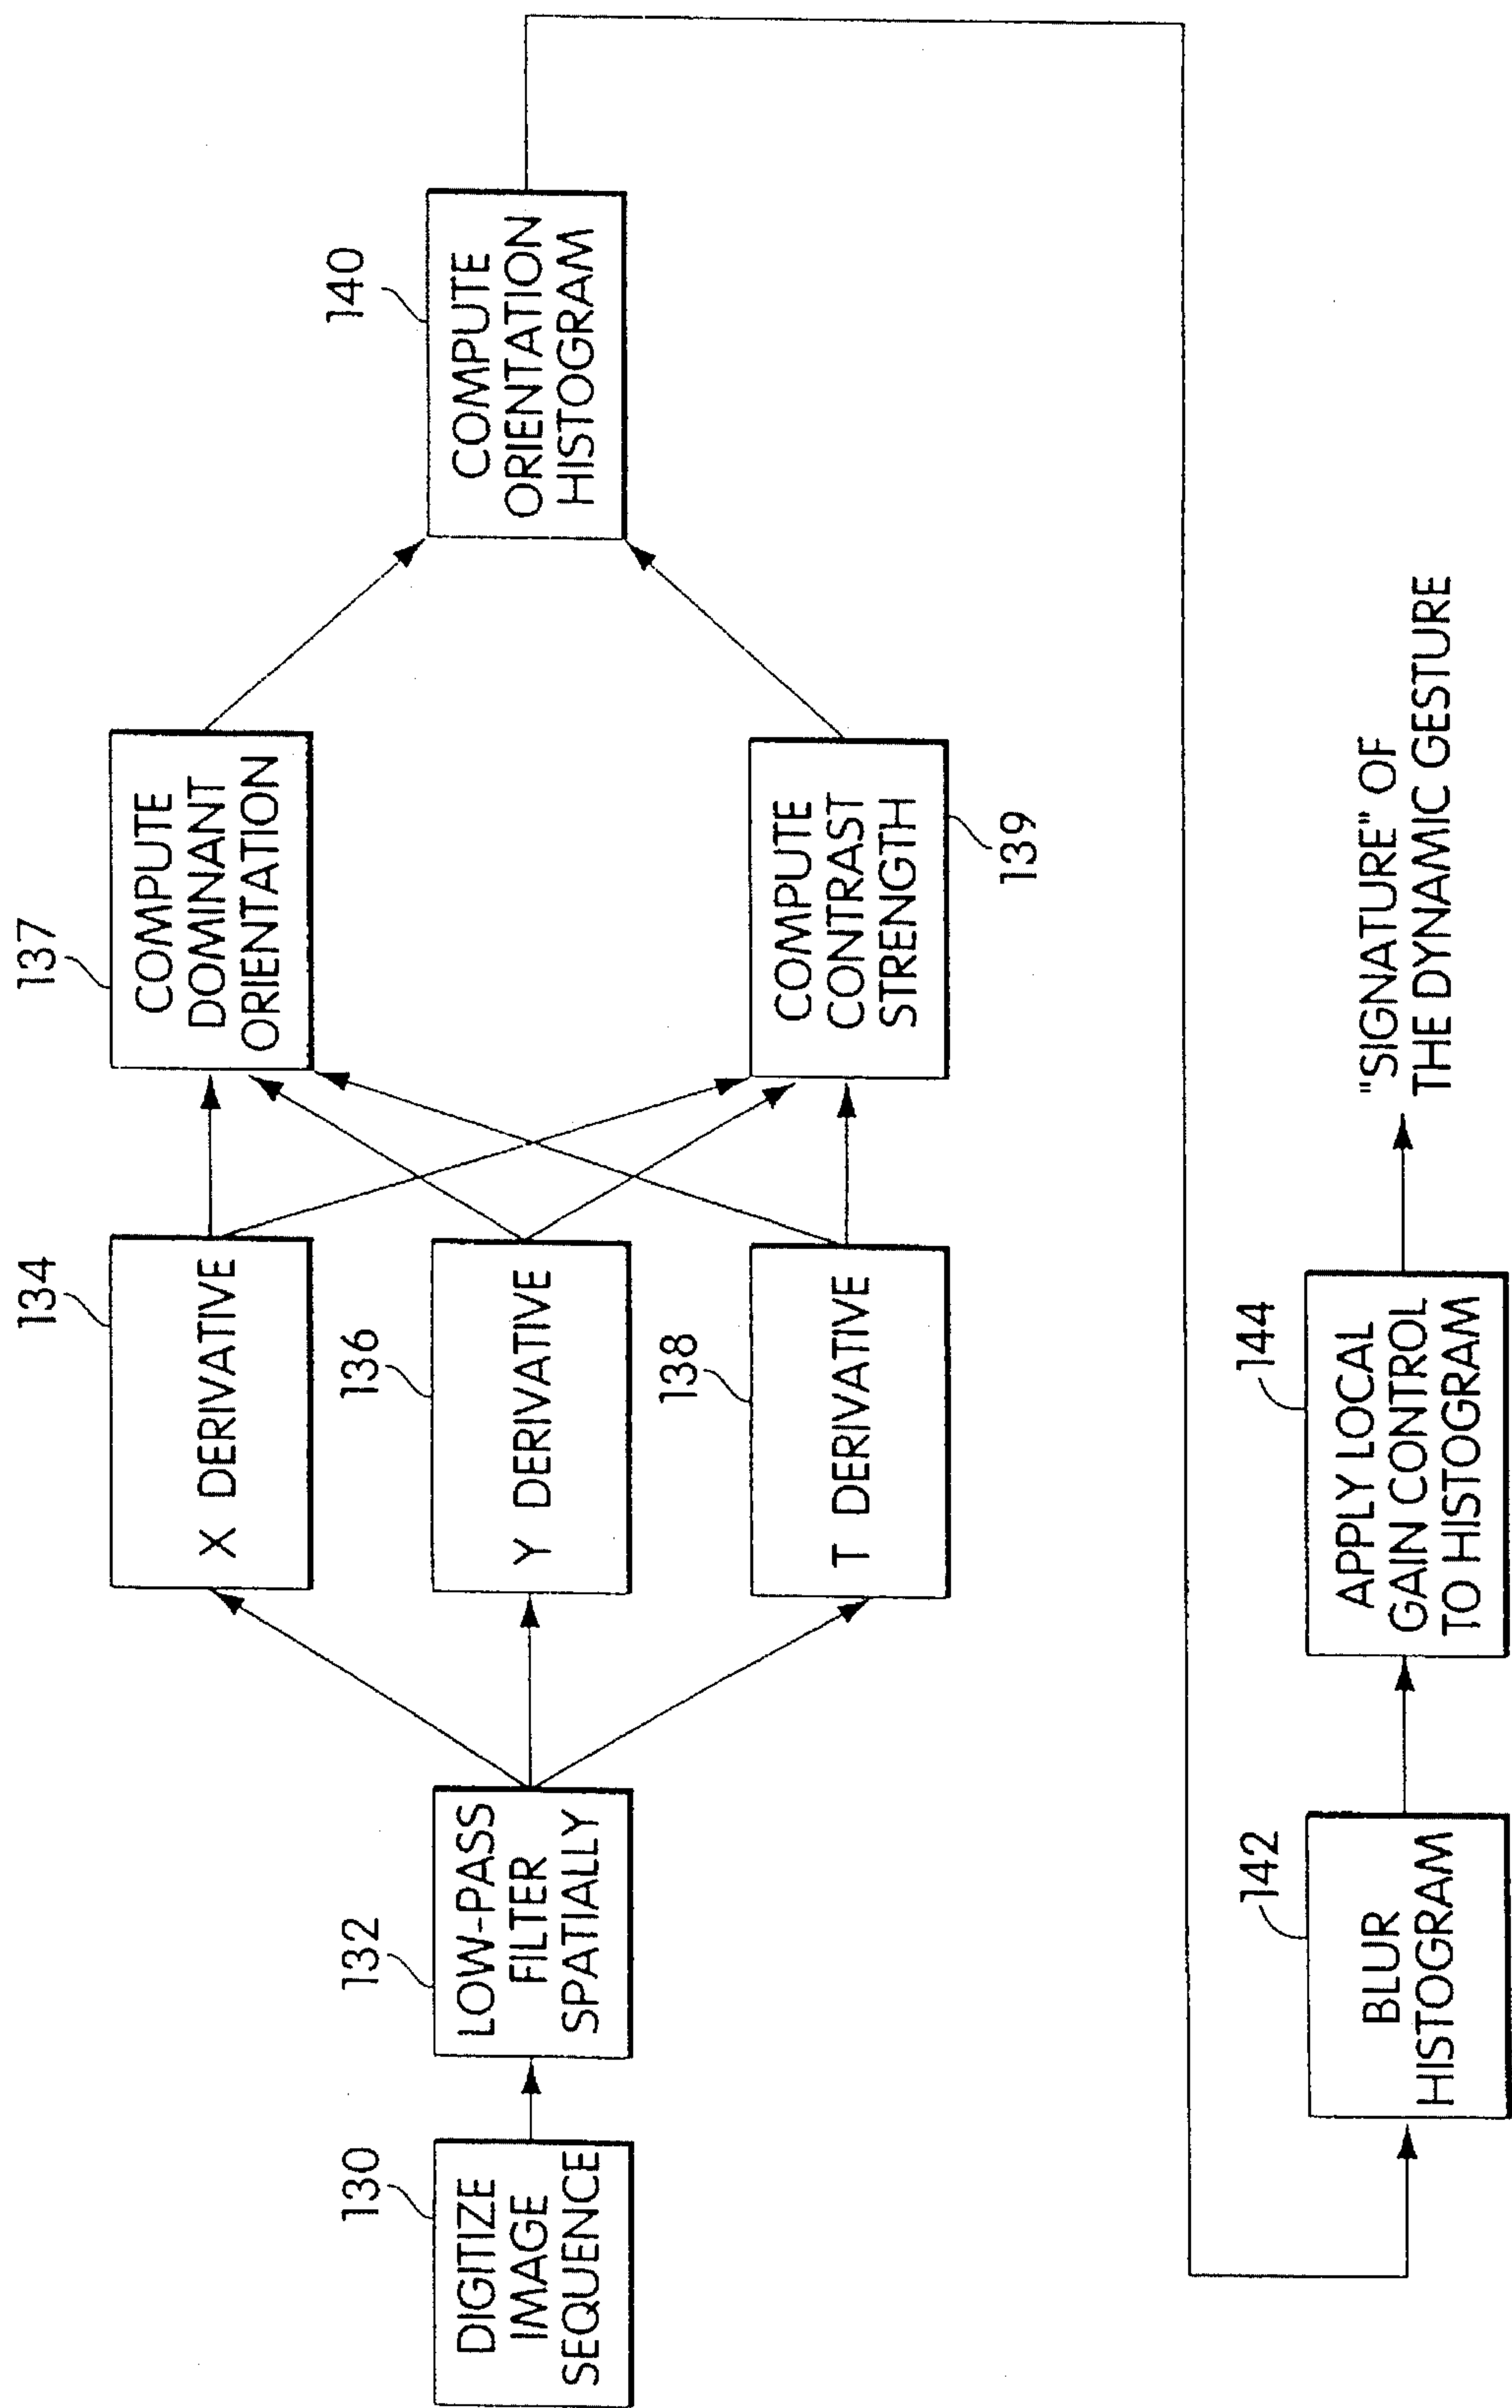 130
DIGITIZE
IMAGE
SEQUENCE
132
LOW-PASS
FILTER
SPATIALLY
134
X DERIVATIVE
136
Y DERIVATIVE
138
T DERIVATIVE
137
COMPUTE
DOMINANT
ORIENTATION
COMPUTE
CONTRAST
STRENGTH
139
140
COMPUTE
ORIENTATION
HISTOGRAM
142
BLUR
HISTOGRAM
144
APPLY LOCAL
GAIN CONTROL
TO HISTOGRAM
"SIGNATURE" OF
THE DYNAMIC GESTURE